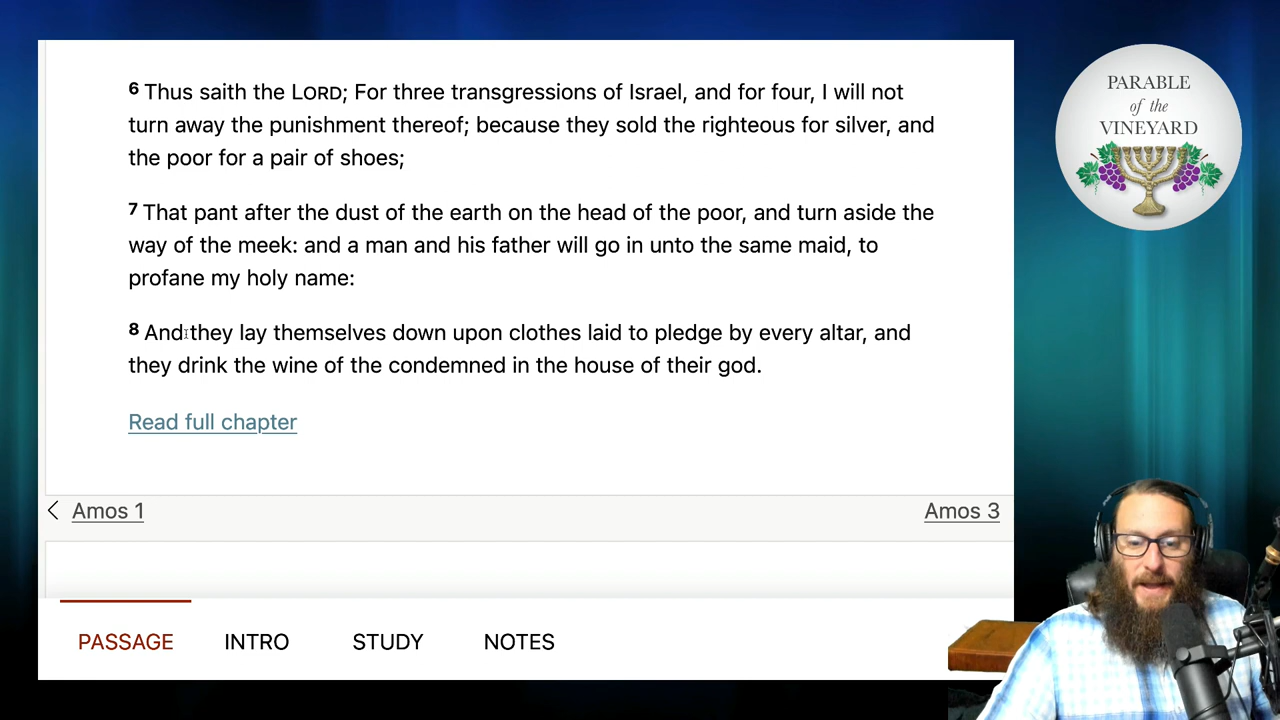 6 Thus saith the LORD; For three transgressions of Israel, and for four, I will not
turn away the punishment thereof; because they sold the righteous for silver, and
the poor for a pair of shoes;
7 That pant after the dust of the earth on the head of the poor, and turn aside the
way of the meek: and a man and his father will go in unto the same maid, to
profane my holy name:
8 And they lay themselves down upon clothes laid to pledge by every altar, and
they drink the wine of the condemned in the house of their god.
Read full chapter
Amos 1
Amos 3
PASSAGE INTRO STUDY NOTES
PARABLE
of the
VINEYARD